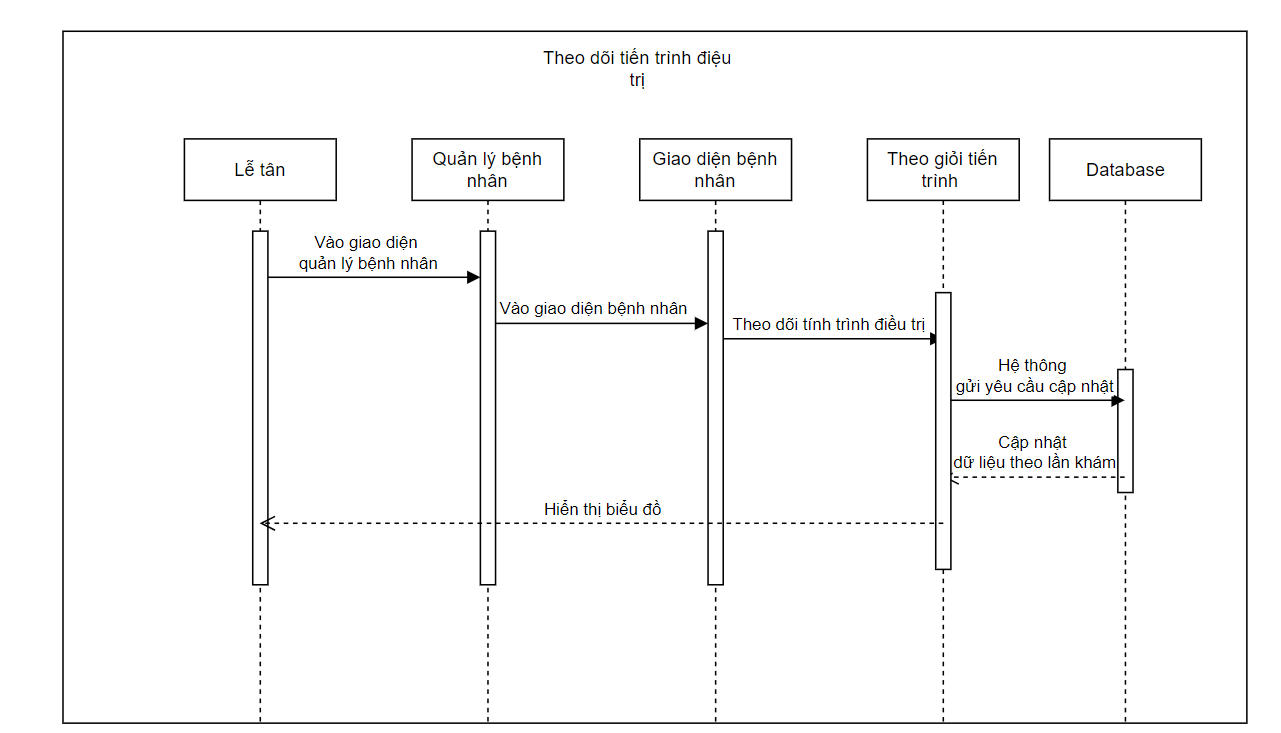 Theo dõi tiến trình điệu
trị
Lễ tân
Quản lý bệnh
nhân
Giao diện bệnh
nhân
Theo giỏi tiến
trình
Database
Vào giao diện
quản lý bệnh nhân
Vào giao diện bệnh nhân
Theo dõi tính trình điều trị
Hệ thông
gửi yêu cầu cập nhật
Cập nhật
dữ liệu theo lần khám
Hiển thị biểu đồ